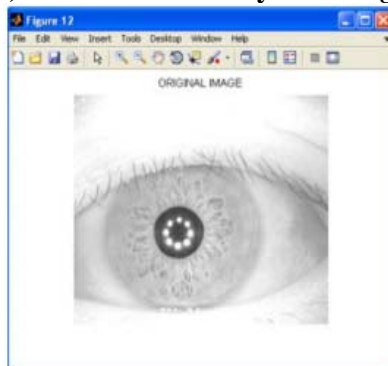 Figure 12
File Edit View Insert Tools Desktop Window Help
ORIGINAL IMAGE